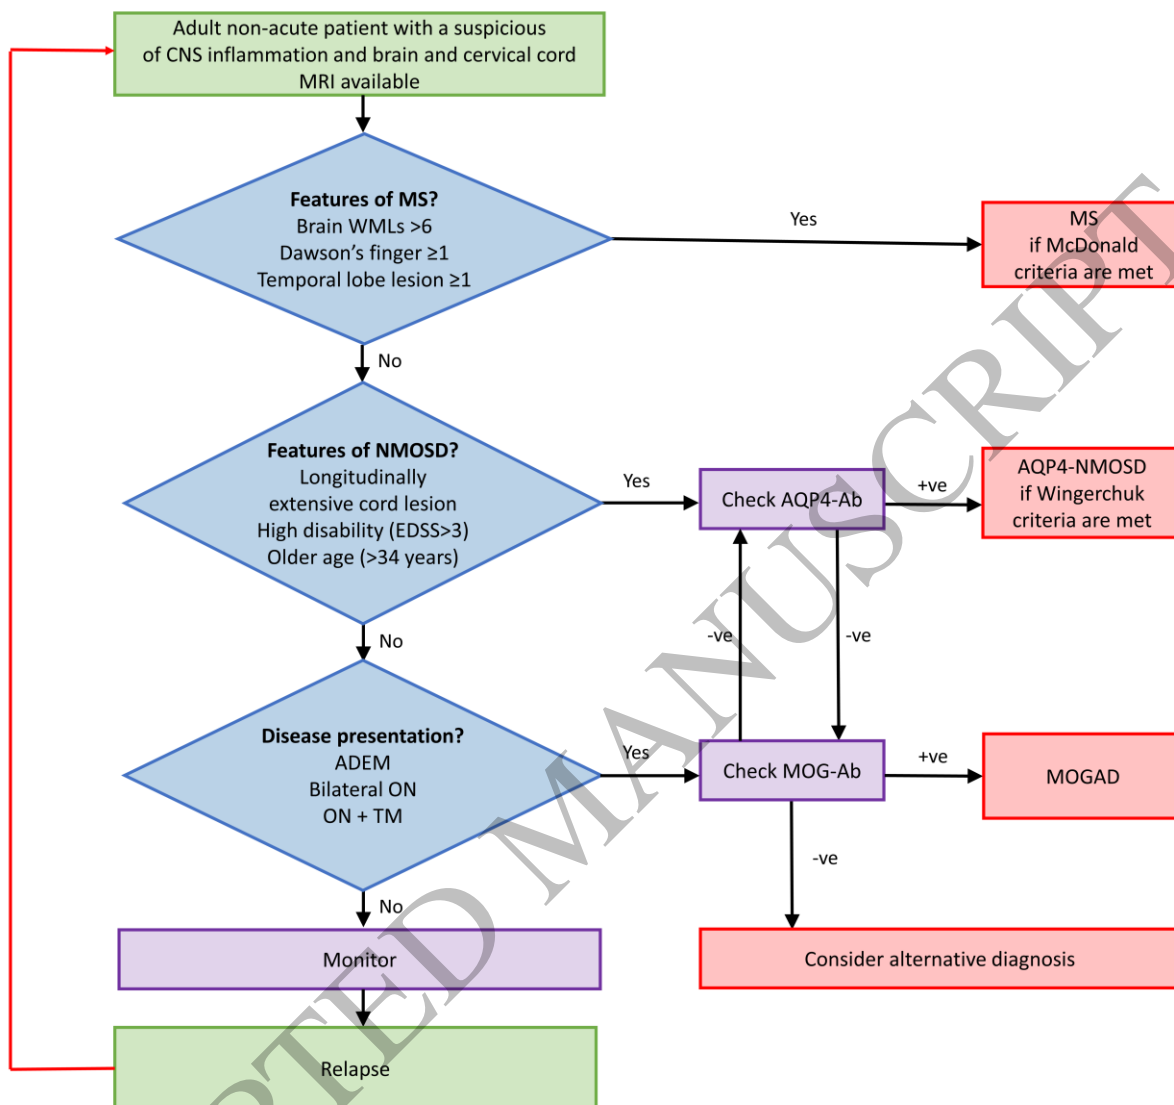 Adult non-acute patient with a suspicious
of CNS inflammation and brain and cervical cord
MRI available
Features of MS?
Brain WMLs >6
Dawson's finger ≥1
Temporal lobe lesion ≥1
Yes
MS
if McDonald
criteria are met
No
Features of NMOSD?
Longitudinally
extensive cord lesion
High disability (EDSS>3)
Older age (>34 years)
Yes
Check AQP4-Ab
+ve
AQP4-NMOSD
if Wingerchuk
criteria are met
-ve
-ve
No
Disease presentation?
ADEM
Bilateral ON
ON + TM
Yes
Check MOG-Ab
+ve
MOGAD
-ve
No
Monitor
Consider alternative diagnosis
Relapse
RTED MANUSCRIPT